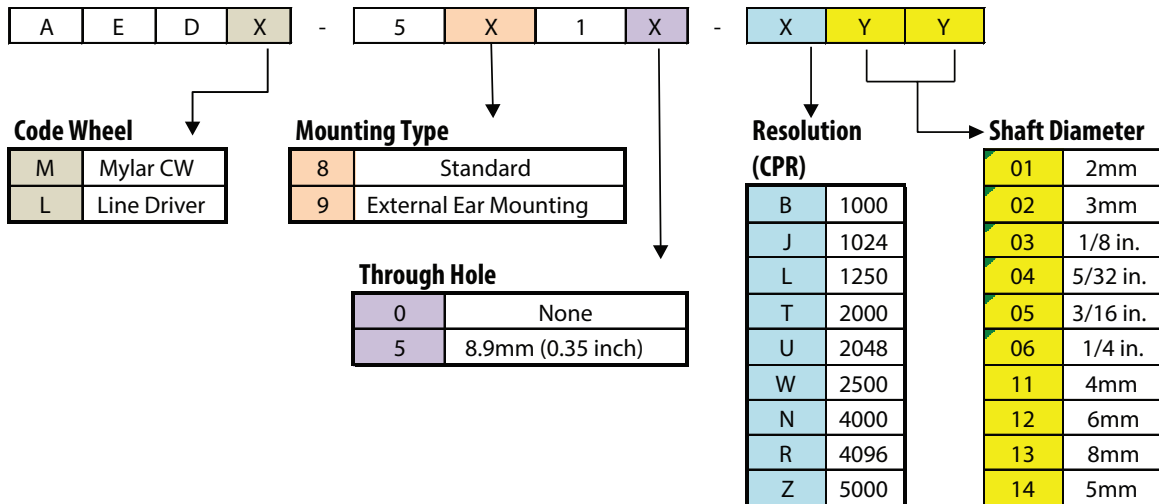 A E D X - 5 X 1 X - X Y Y
Code Wheel
M Mylar CW
L Line Driver
Mounting Type
8 Standard
9 External Ear Mounting
Through Hole
0 None
5 8.9mm (0.35 inch)
Resolution
(CPR)
B 1000
J 1024
L 1250
T 2000
U 2048
W 2500
N 4000
R 4096
Z 5000
Shaft Diameter
01 2mm
02 3mm
03 1/8 in.
04 5/32 in.
05 3/16 in.
06 1/4 in.
11 4mm
12 6mm
13 8mm
14 5mm